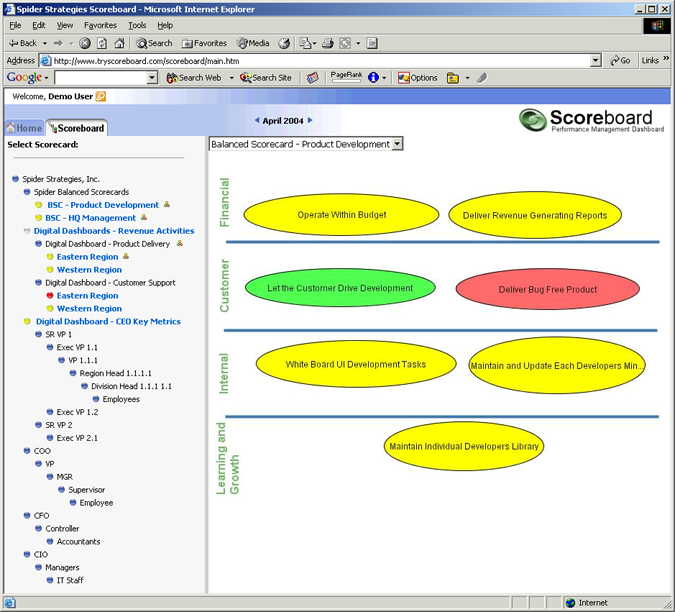 Spider Strategies Scoreboard - Microsoft Internet Explorer
File Edit View Favorites Tools Help
Back Search Favorites Media
Address http://www.tryscoreboard.com/scoreboard/main.htm Go Links »
Google Search Web Search Site PageRank Options
Welcome, Demo User
Home Scoreboard
April 2004
Scoreboard
Performance Management Dashboard
Select Scorecard:
Spider Strategies, Inc.
Spider Balanced Scorecards
BSC - Product Development
BSC - HQ Management
Digital Dashboards - Revenue Activities
Digital Dashboard - Product Delivery
Eastern Region
Western Region
Digital Dashboard - Customer Support
Eastern Region
Western Region
Digital Dashboard - CEO Key Metrics
SR VP 1
Exec VP 1.1
VP 1.1.1
Region Head 1.1.1.1
Division Head 1.1.1 1.1
Employees
Exec VP 1.2
SR VP 2
Exec VP 2.1
COO
VP
MGR
Supervisor
Employee
CFO
Controller
Accountants
CIO
Managers
IT Staff
Balanced Scorecard - Product Development
Financial
Operate Within Budget
Deliver Revenue Generating Reports
Customer
Let the Customer Drive Development
Deliver Bug Free Product
Internal
White Board UI Development Tasks
Maintain and Update Each Developers Min...
Learning and
Growth
Maintain Individual Developers Library
Internet